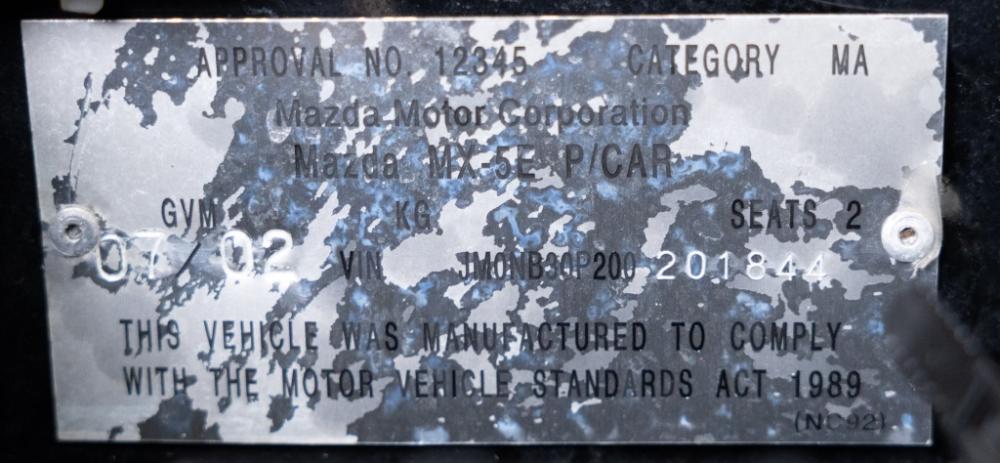 APPROVAL NO. 12345 CATEGORY MA
Mazda Motor Corporation
Mazda MX-5E P/CAR
GVM KG SEATS 2
07/02 VIN JM0NB30P200 201844
THIS VEHICLE WAS MANUFACTURED TO COMPLY
WITH THE MOTOR VEHICLE STANDARDS ACT 1989
(NC92)